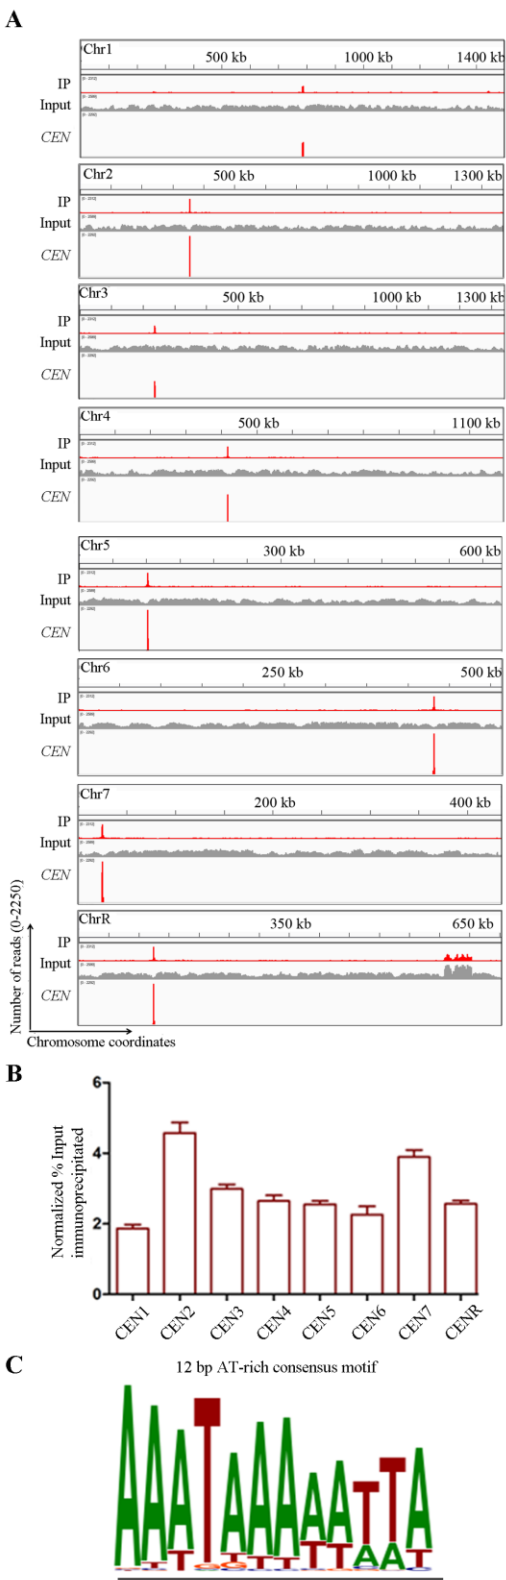 A
Chr1
500 kb 1000 kb 1400 kb
IP
Input
CEN
Chr2
500 kb 1000 kb 1300 kb
IP
Input
CEN
Chr3
500 kb 1000 kb 1300 kb
IP
Input
CEN
Chr4
500 kb 1100 kb
IP
Input
CEN
Chr5
300 kb 600 kb
IP
Input
CEN
Chr6
250 kb 500 kb
IP
Input
CEN
Chr7
200 kb 400 kb
IP
Input
CEN
ChrR
350 kb 650 kb
IP
Input
CEN
Number of reads (0-2250)
Chromosome coordinates
B
Normalized % Input
immunoprecipitated
6
4
2
0
CEN1 CEN2 CEN3 CEN4 CEN5 CEN6 CEN7 CENR
C
12 bp AT-rich consensus motif
AAATAAAAATTA